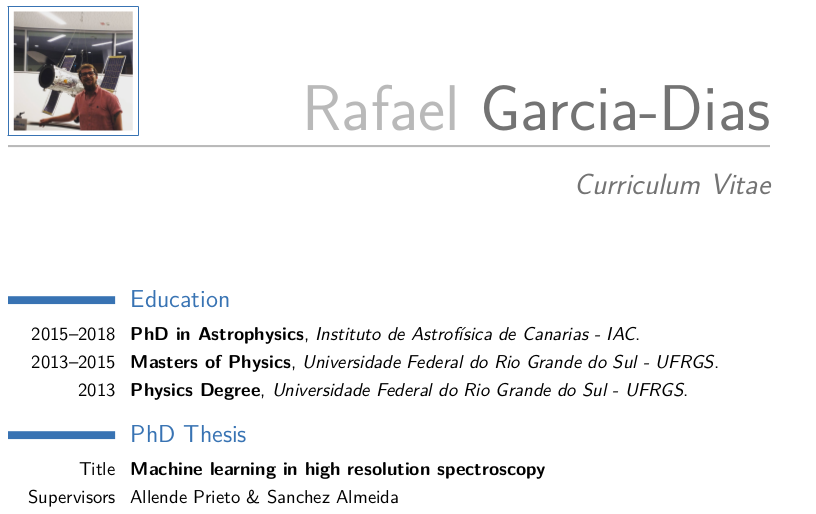 Rafael Garcia-Dias
Curriculum Vitae
Education
2015–2018 PhD in Astrophysics, Instituto de Astrofísica de Canarias - IAC.
2013–2015 Masters of Physics, Universidade Federal do Rio Grande do Sul - UFRGS.
2013 Physics Degree, Universidade Federal do Rio Grande do Sul - UFRGS.
PhD Thesis
Title Machine learning in high resolution spectroscopy
Supervisors Allende Prieto & Sanchez Almeida